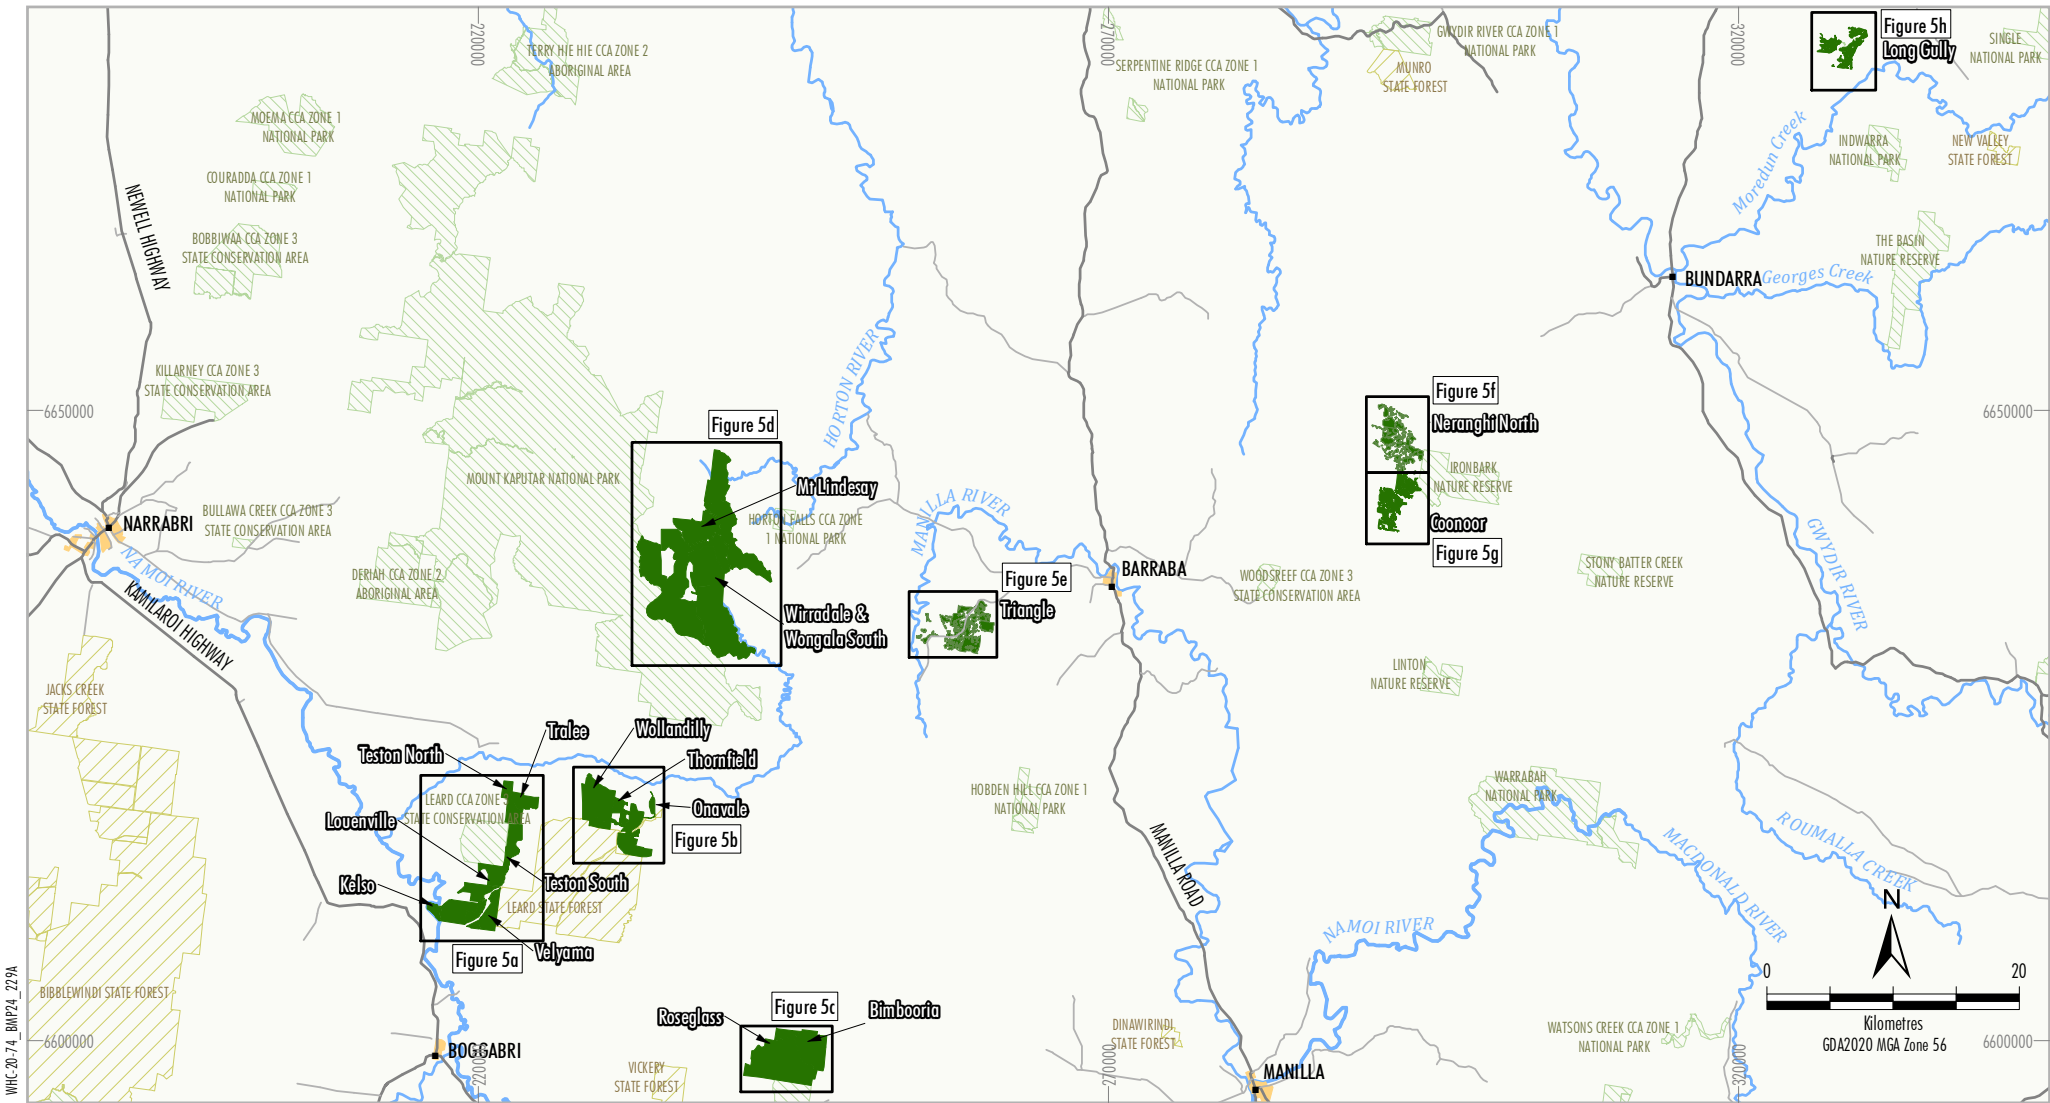 220000
270000
320000
TERRY HIE HIE CCA ZONE 2
ABORIGINAL AREA
SERPENTINE RIDGE CCA ZONE 1
NATIONAL PARK
GWYDIR RIVER CCA ZONE 1
NATIONAL PARK
MUNRO
STATE FOREST
Figure 5h
Long Gully
SINGLE
NATIONAL PARK
MOEMA CCA ZONE 1
NATIONAL PARK
Moredun Creek
INDWARRA
NATIONAL PARK
NEW VALLEY
STATE FOREST
COURADDA CCA ZONE 1
NATIONAL PARK
NEWELL HIGHWAY
BOBBIWAA CCA ZONE 3
STATE CONSERVATION AREA
THE BASIN
NATURE RESERVE
BUNDARRA
Georges Creek
HORTON RIVER
KILLARNEY CCA ZONE 3
STATE CONSERVATION AREA
6650000
6650000
Figure 5d
Figure 5f
Neranghi North
MOUNT KAPUTAR NATIONAL PARK
Mt Lindesay
IRONBARK
NATURE RESERVE
MANILLA RIVER
NARRABRI
BULLAWA CREEK CCA ZONE 3
STATE CONSERVATION AREA
HORTON FALLS CCA ZONE
1 NATIONAL PARK
Coonoor
Figure 5g
GWYDIR RIVER
NAMOI RIVER
KAMILAROI HIGHWAY
DERIAH CCA ZONE 2
ABORIGINAL AREA
Figure 5e
Triangle
BARRABA
WOODSREEF CCA ZONE 3
STATE CONSERVATION AREA
STONY BATTER CREEK
NATURE RESERVE
Wirradale &
Wongala South
LINTON
NATURE RESERVE
JACKS CREEK
STATE FOREST
Teston North
Tralee
Wollandilly
Thornfield
Onavale
Figure 5b
LEARD CCA ZONE 3
STATE CONSERVATION AREA
Louenville
HOBDEN HILL CCA ZONE 1
NATIONAL PARK
WARRABAH
NATIONAL PARK
MANILLA ROAD
MACDONALD RIVER
ROUMALLA CREEK
Kelso
Teston South
LEARD STATE FOREST
Velyama
Figure 5a
NAMOI RIVER
N
0
20
Kilometres
GDA2020 MGA Zone 56
BIBBLEWINDI STATE FOREST
Figure 5c
Roseglass
Bimbooria
DINAWIRINDI
STATE FOREST
WATSONS CREEK CCA ZONE 1
NATIONAL PARK
6600000
6600000
BOGGABRI
VICKERY
STATE FOREST
MANILLA
220000
270000
320000
WHC-20-74_BMP24_229A